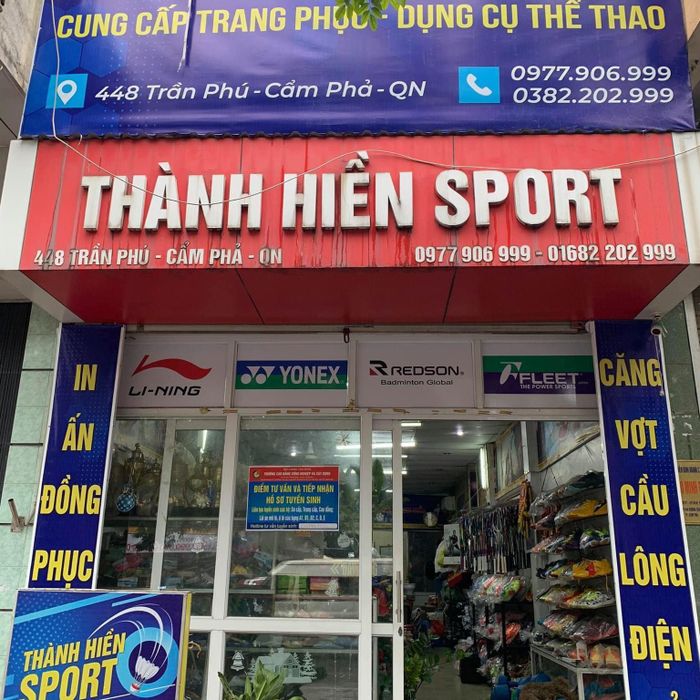 CUNG CẤP TRANG PHỤC - DỤNG CỤ THỂ THAO
448 Trần Phú - Cẩm Phả - QN
0977.906.999
0382.202.999
THÀNH HIỀN SPORT
448 TRẦN PHÚ - CẨM PHẢ - QN
0977 906 999 - 01682 202 999
LI-NING
YONEX
REDSON
Badminton Global
FLEET
THE POWER SPORTS
IN
ẤN
ĐỒNG
PHỤC
CĂNG
VỢT
CẦU
LÔNG
ĐIỆN
ĐIỂM TƯ VẤN VÀ TIẾP NHẬN
HỒ SƠ TUYỂN SINH
THÀNH HIỀN
SPORT